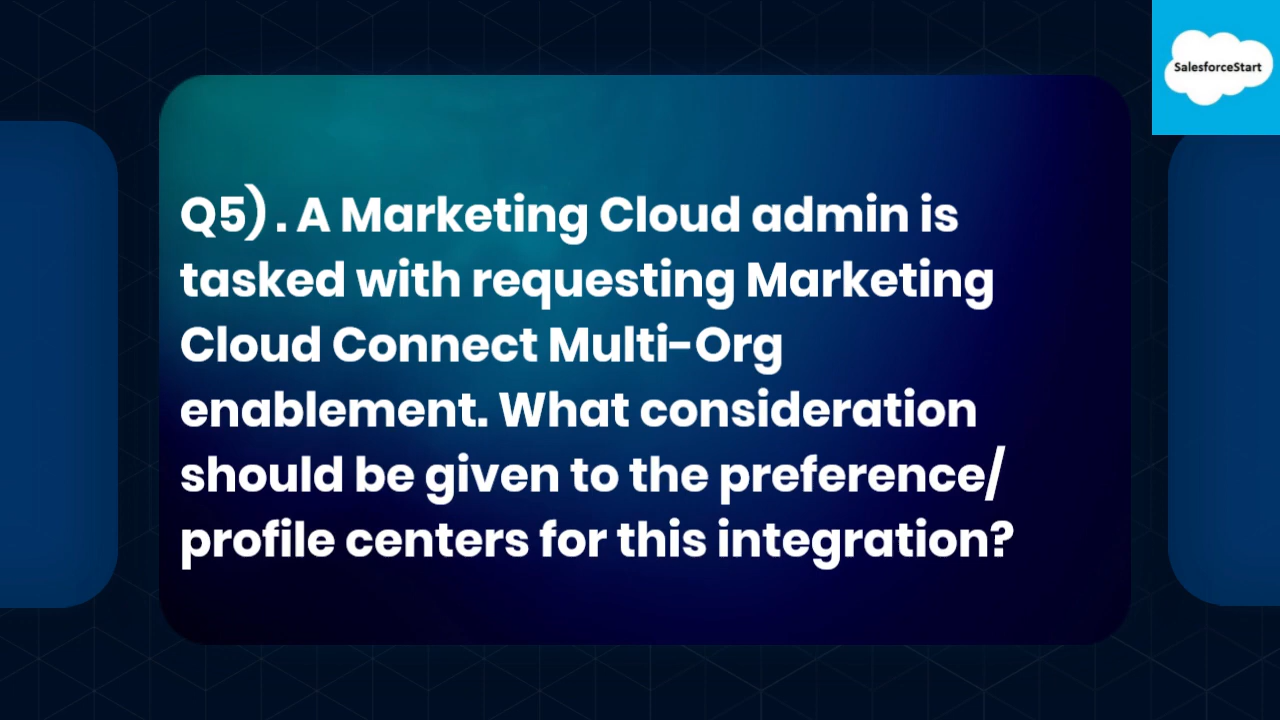 SalesforceStart
Q5) . A Marketing Cloud admin is
tasked with requesting Marketing
Cloud Connect Multi-Org
enablement. What consideration
should be given to the preference/
profile centers for this integration?